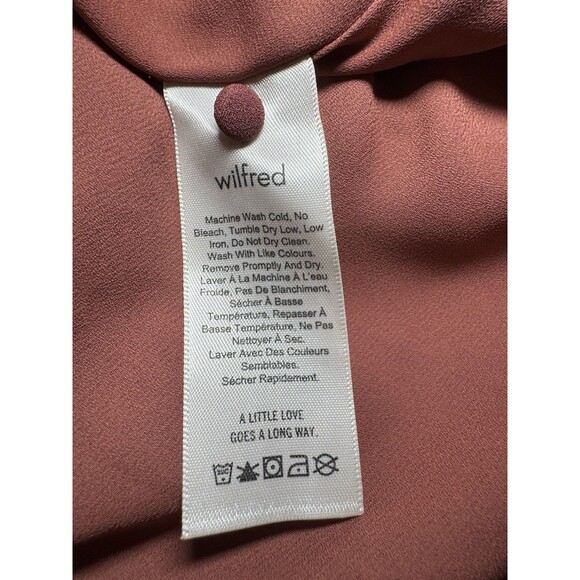 wilfred
Machine Wash Cold, No
Bleach, Tumble Dry Low, Low
Iron, Do Not Dry Clean.
Wash With Like Colours.
Remove Promptly And Dry.
Laver À La Machine À L'eau
Froide, Pas De Blanchiment,
Sécher À Basse
Température, Repasser À
Basse Température, Ne Pas
Nettoyer À Sec.
Laver Avec Des Couleurs
Semblables.
Sécher Rapidement.
A LITTLE LOVE
GOES A LONG WAY.